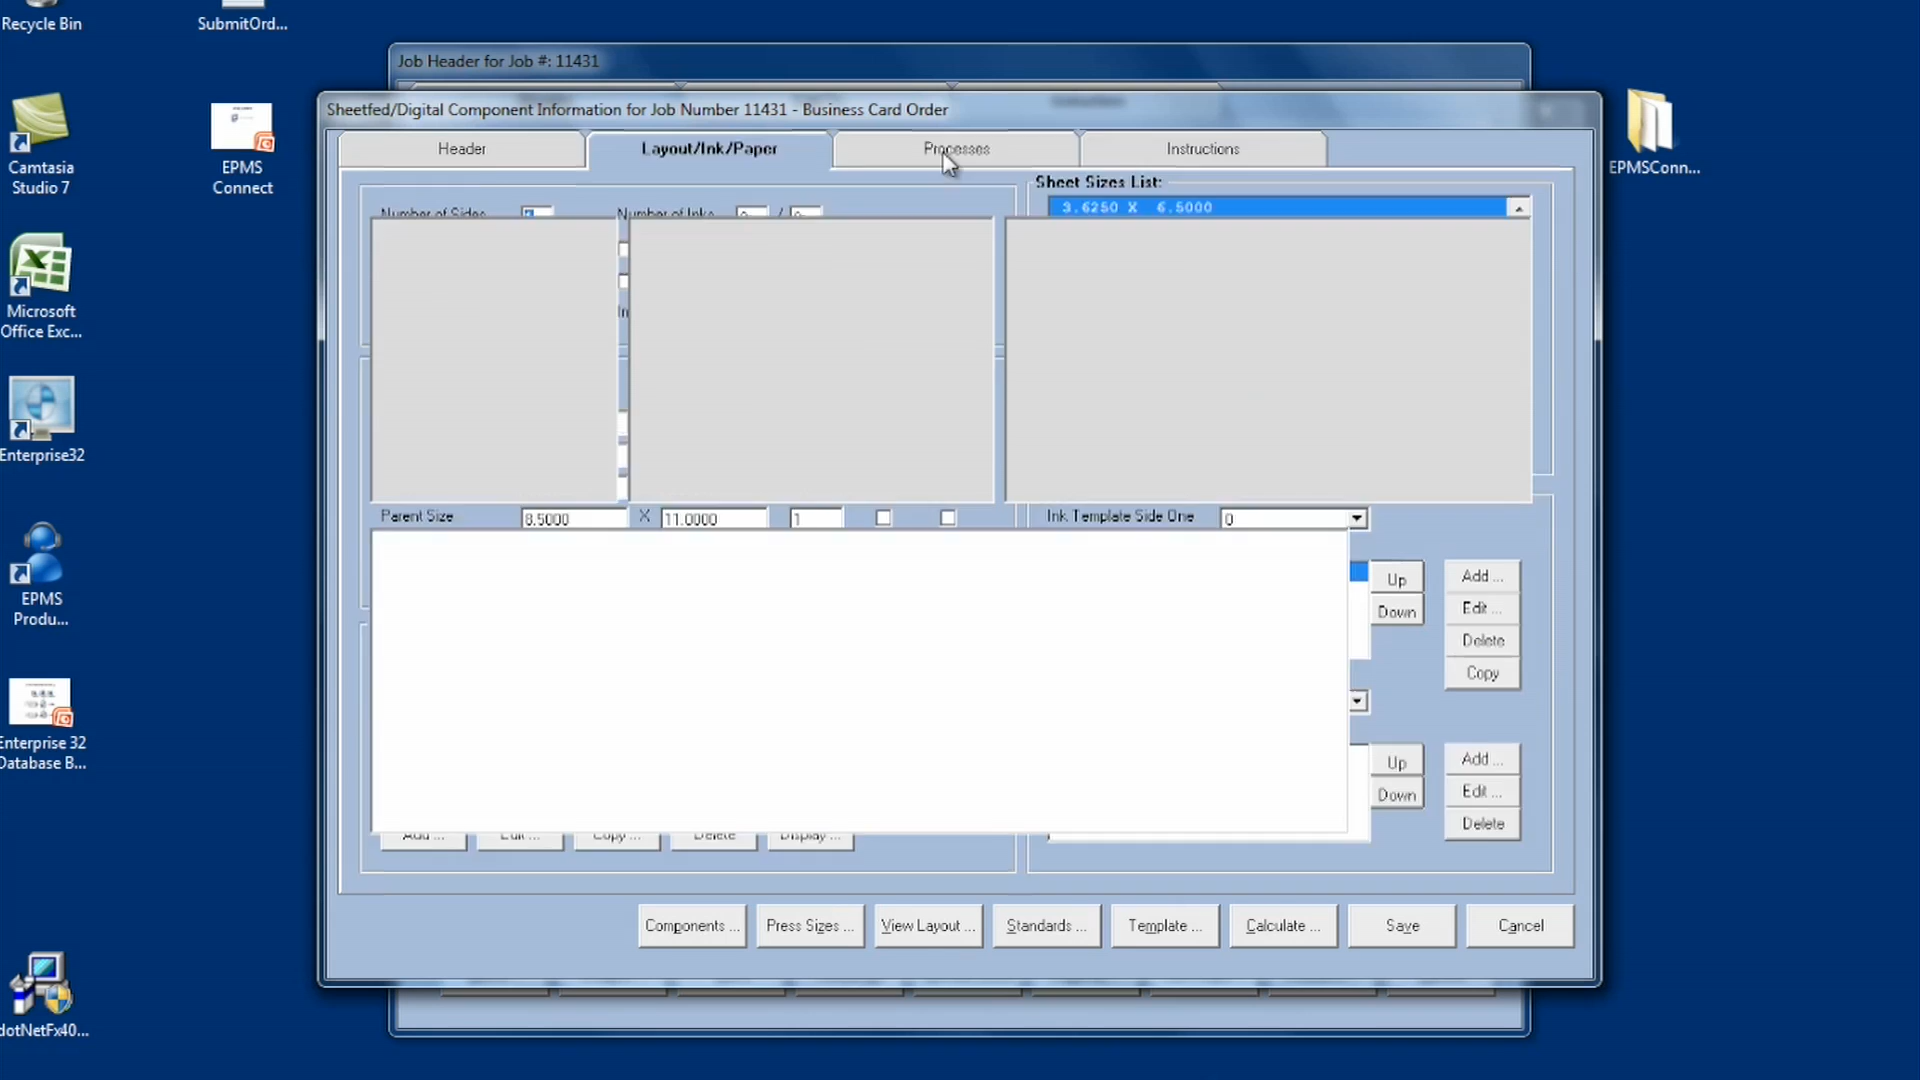 Recycle Bin
SubmitOrd...
Camtasia
Studio 7
EPMS
Connect
Microsoft
Office Exc...
Enterprise32
EPMS
Produ...
Enterprise 32
Database B...
dotNetFx40...
EPMSConn...
Job Header for Job #: 11431
Sheetfed/Digital Component Information for Job Number 11431 - Business Card Order
Header
Layout/Ink/Paper
Processes
Instructions
Number of Sides
Number of Inks /
Sheet Sizes List:
3.6250 X 6.5000
In
Parent Size 8.5000 X 11.0000 1
Ink Template Side One 0
Up
Down
Add ...
Edit ...
Delete
Copy
Up
Down
Add ...
Edit ...
Delete
Add ... Edit ... Copy ... Delete Display ...
Components ... Press Sizes ... View Layout ... Standards ... Template ... Calculate ... Save Cancel